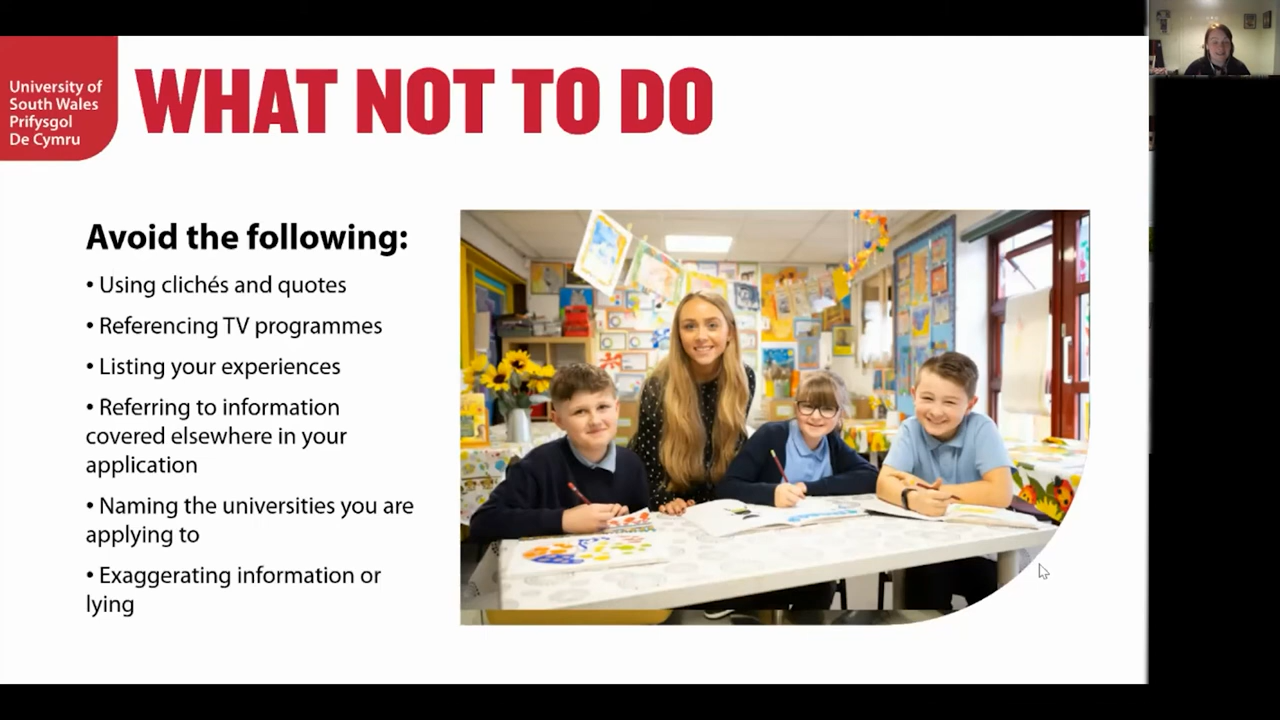 University of
South Wales
Prifysgol
De Cymru
WHAT NOT TO DO
Avoid the following:
• Using clichés and quotes
• Referencing TV programmes
• Listing your experiences
• Referring to information
covered elsewhere in your
application
• Naming the universities you are
applying to
• Exaggerating information or
lying